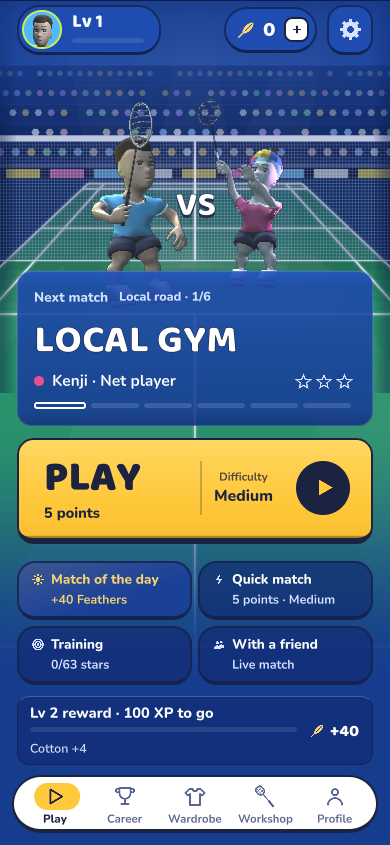 Lv 1
0 +
VS
Next match Local road · 1/6
LOCAL GYM
Kenji · Net player
PLAY
5 points
Difficulty
Medium
Match of the day
+40 Feathers
Quick match
5 points · Medium
Training
0/63 stars
With a friend
Live match
Lv 2 reward · 100 XP to go
+40
Cotton +4
Play Career Wardrobe Workshop Profile